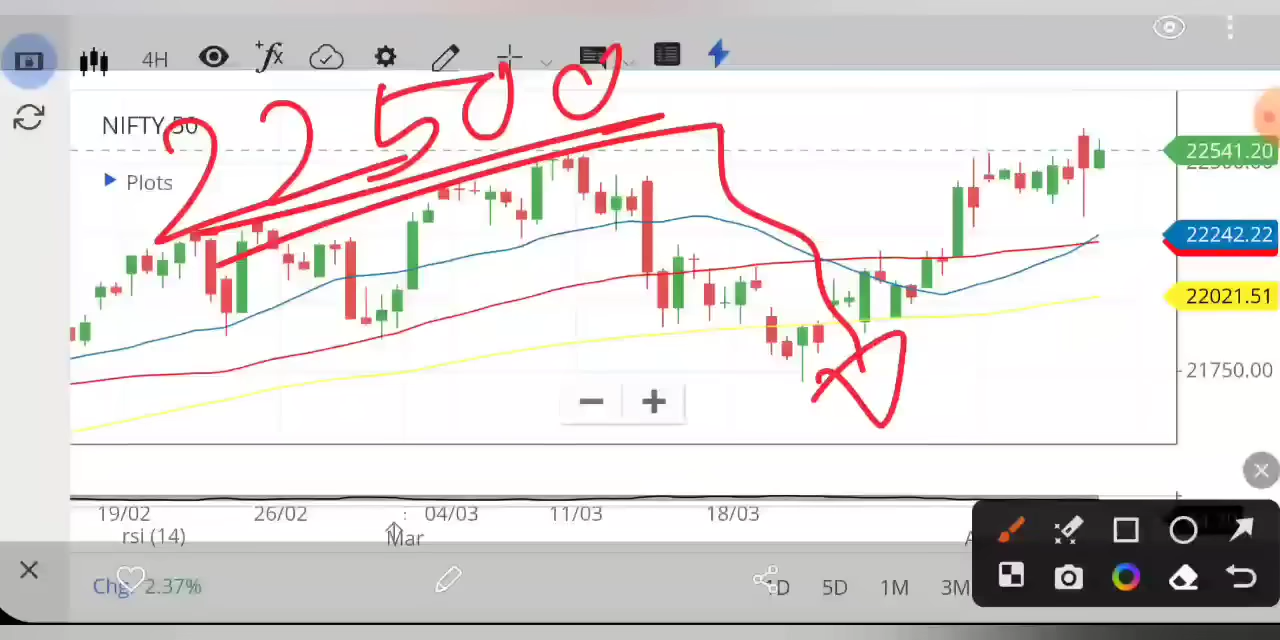 4H
22500
NIFTY 50
Plots
22541.20
22242.22
22021.51
21750.00
19/02
26/02
04/03
11/03
18/03
rsi (14)
Mar
Chg. 2.37%
5D
1M